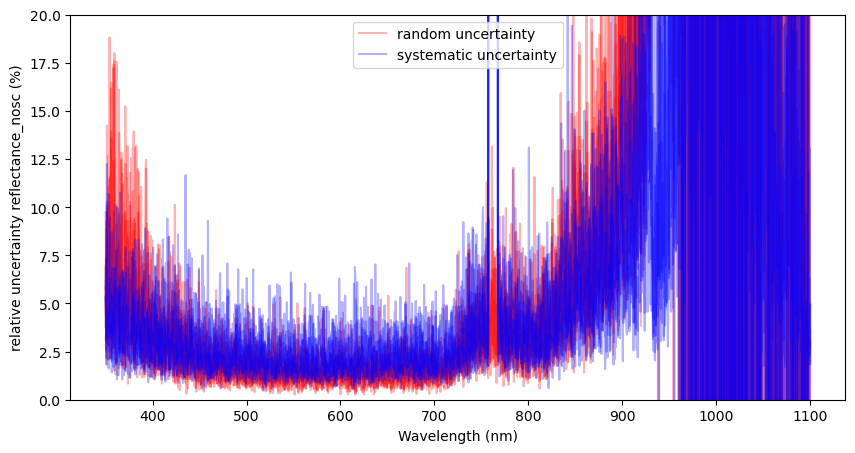 20.0
17.5
15.0
12.5
10.0
7.5
5.0
2.5
0.0
relative uncertainty reflectance_nosc (%)
random uncertainty
systematic uncertainty
400 500 600 700 800 900 1000 1100
Wavelength (nm)